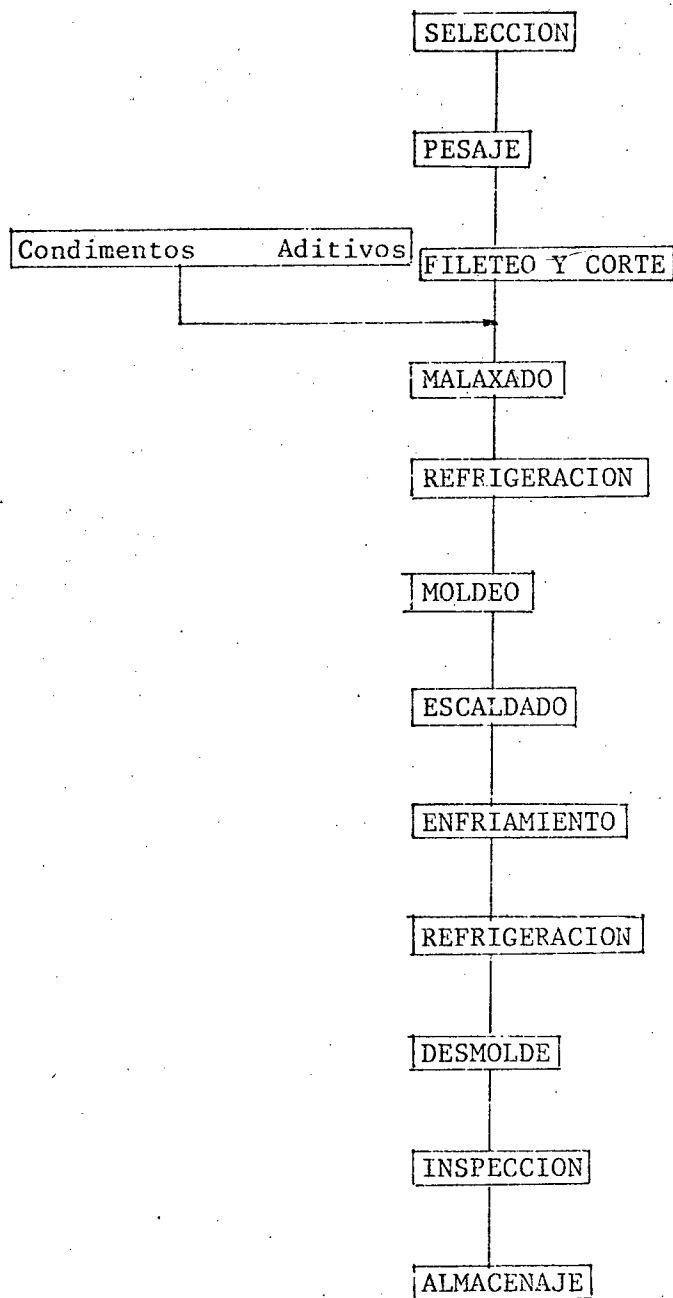 SELECCION
PESAJE
Condimentos Aditivos
FILETEO Y CORTE
MALAXADO
REFRIGERACION
MOLDEO
ESCALDADO
ENFRIAMIENTO
REFRIGERACION
DESMOLDE
INSPECCION
ALMACENAJE